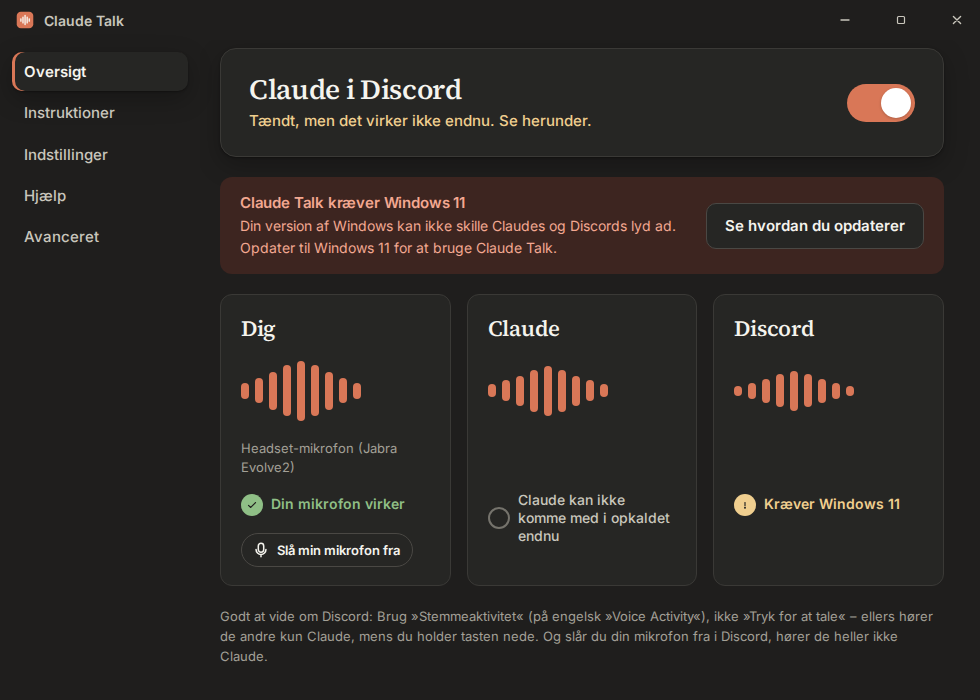 Claude Talk
Oversigt
Instruktioner
Indstillinger
Hjælp
Avanceret
Claude i Discord
Tændt, men det virker ikke endnu. Se herunder.
Claude Talk kræver Windows 11
Din version af Windows kan ikke skille Claudes og Discords lyd ad.
Opdater til Windows 11 for at bruge Claude Talk.
Se hvordan du opdaterer
Dig
Headset-mikrofon (Jabra
Evolve2)
Din mikrofon virker
Slå min mikrofon fra
Claude
Claude kan ikke
komme med i opkaldet
endnu
Discord
Kræver Windows 11
Godt at vide om Discord: Brug »Stemmeaktivitet« (på engelsk »Voice Activity«), ikke »Tryk for at tale« – ellers hører
de andre kun Claude, mens du holder tasten nede. Og slår du din mikrofon fra i Discord, hører de heller ikke
Claude.